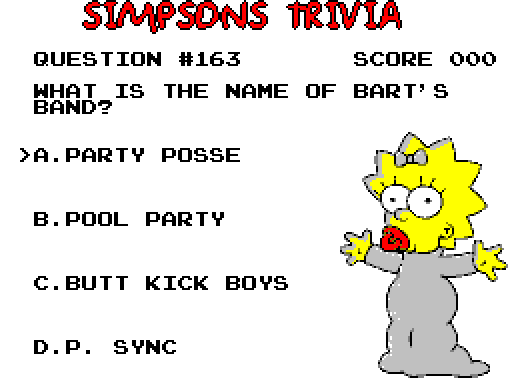 SIMPSONS TRIVIA
QUESTION #163 SCORE 000
WHAT IS THE NAME OF BART'S
BAND?
>A.PARTY POSSE
B.POOL PARTY
C.BUTT KICK BOYS
D.P. SYNC